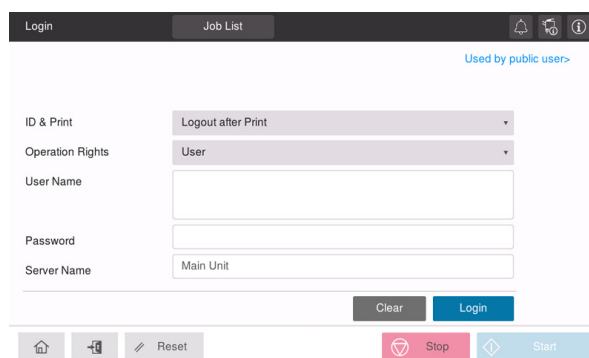 Login Job List
Used by public user>
ID & Print Logout after Print
Operation Rights User
User Name
Password
Server Name Main Unit
Clear Login
Reset Stop Start